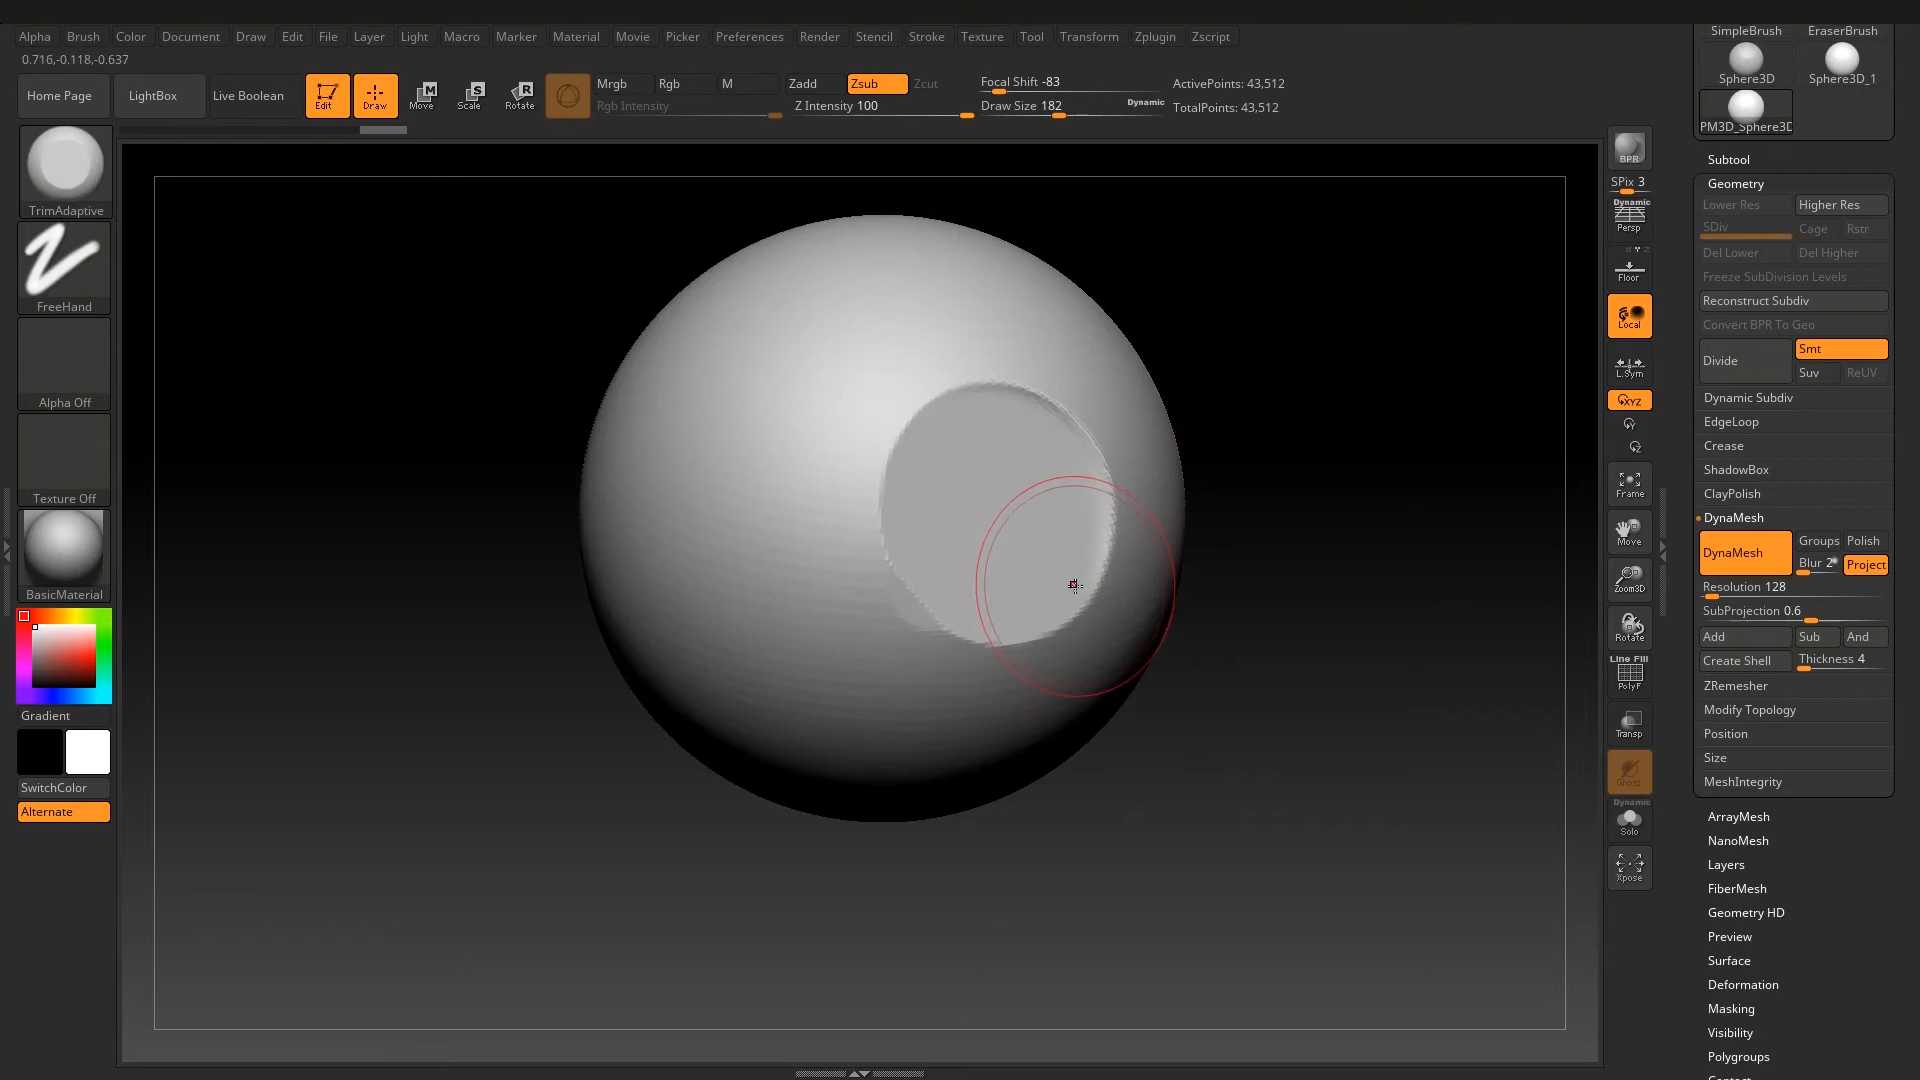 Alpha Brush Color Document Draw Edit File Layer Light Macro Marker Material Movie Picker Preferences Render Stencil Stroke Texture Tool Transform Zplugin Zscript
0.716,-0.118,-0.637
Home Page
LightBox
Live Boolean
Edit
Draw
M
Move
S
Scale
R
Rotate
Mrgb Rgb M
Rgb Intensity
Zadd Zsub Zcut
Z Intensity 100
Focal Shift -83
Draw Size 182
Dynamic
ActivePoints: 43,512
TotalPoints: 43,512
TrimAdaptive
FreeHand
Alpha Off
Texture Off
BasicMaterial
Gradient
SwitchColor
Alternate
BPR
SPix 3
Dynamic
Persp
Floor
Local
L.Sym
XYZ
Y
Z
Frame
Move
Zoom3D
Rotate
Line Fill
PolyF
Transp
Ghost
Dynamic
Solo
Xpose
SimpleBrush EraserBrush
Sphere3D Sphere3D_1
PM3D_Sphere3D
Subtool
Geometry
Lower Res Higher Res
SDiv Cage Rstr
Del Lower Del Higher
Freeze SubDivision Levels
Reconstruct Subdiv
Convert BPR To Geo
Divide
Smt
Suv ReUV
Dynamic Subdiv
EdgeLoop
Crease
ShadowBox
ClayPolish
DynaMesh
DynaMesh
Groups Polish
Blur 2 Project
Resolution 128
SubProjection 0.6
Add Sub And
Create Shell Thickness 4
ZRemesher
Modify Topology
Position
Size
MeshIntegrity
ArrayMesh
NanoMesh
Layers
FiberMesh
Geometry HD
Preview
Surface
Deformation
Masking
Visibility
Polygroups